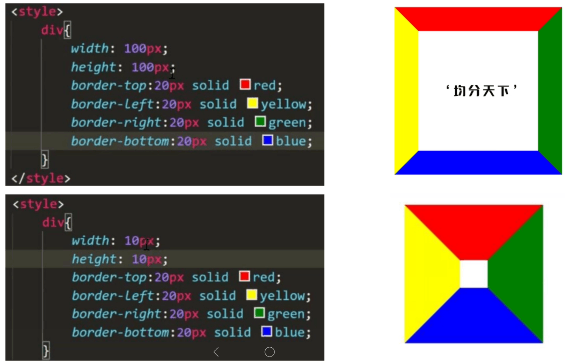 <style>
div{
width: 100px;
height: 100px;
border-top:20px solid red;
border-left:20px solid yellow;
border-right:20px solid green;
border-bottom:20px solid blue;
}
</style>
‘均分天下’
<style>
div{
width: 10px;
height: 10px;
border-top:20px solid red;
border-left:20px solid yellow;
border-right:20px solid green;
border-bottom:20px solid blue;
}